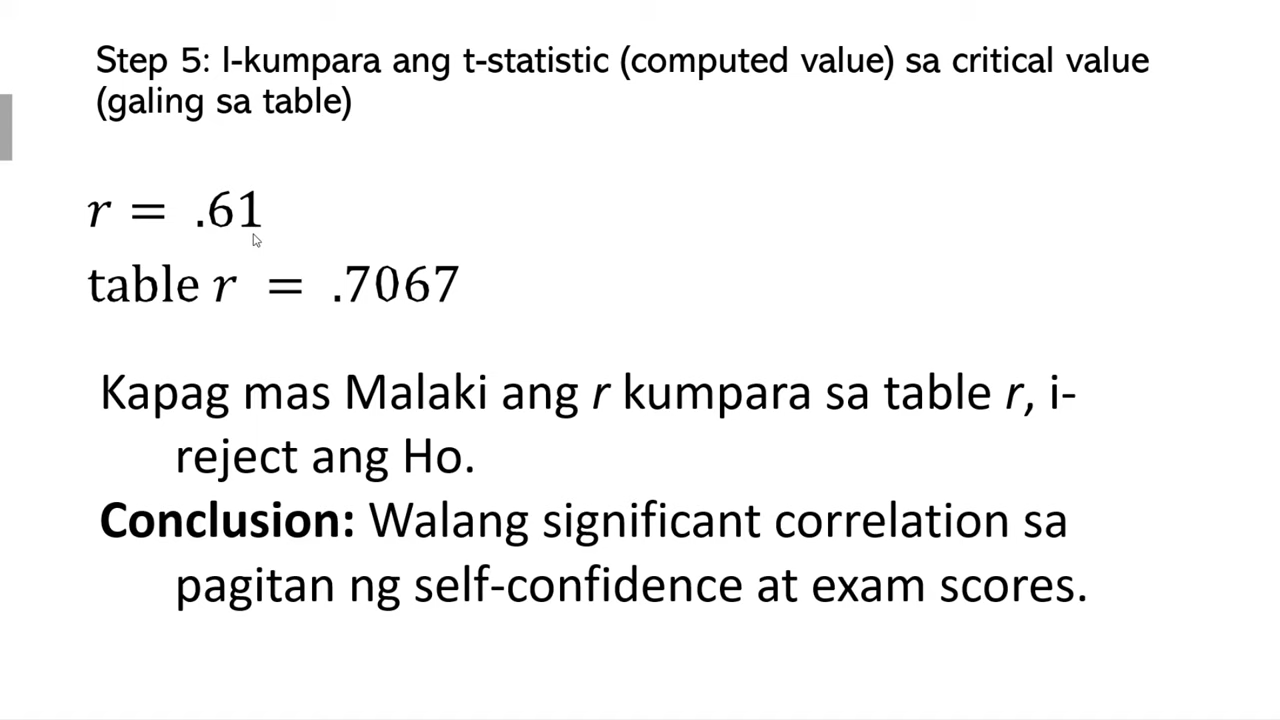 Step 5: I-kumpara ang t-statistic (computed value) sa critical value
(galing sa table)
r = .61
table r = .7067
Kapag mas Malaki ang r kumpara sa table r, i-
reject ang Ho.
Conclusion: Walang significant correlation sa
pagitan ng self-confidence at exam scores.